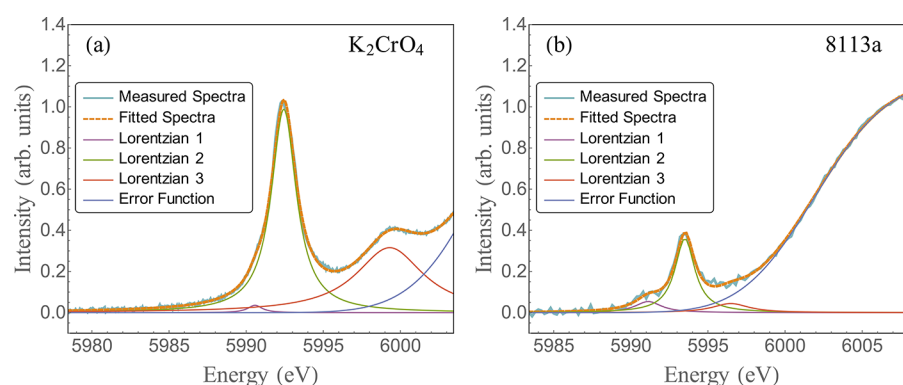 (a) K₂CrO₄
Measured Spectra
Fitted Spectra
Lorentzian 1
Lorentzian 2
Lorentzian 3
Error Function
Intensity (arb. units)
1.4
1.2
1.0
0.8
0.6
0.4
0.2
0.0
5980 5985 5990 5995 6000
Energy (eV)
(b) 8113a
Measured Spectra
Fitted Spectra
Lorentzian 1
Lorentzian 2
Lorentzian 3
Error Function
Intensity (arb. units)
1.4
1.2
1.0
0.8
0.6
0.4
0.2
0.0
5985 5990 5995 6000 6005
Energy (eV)